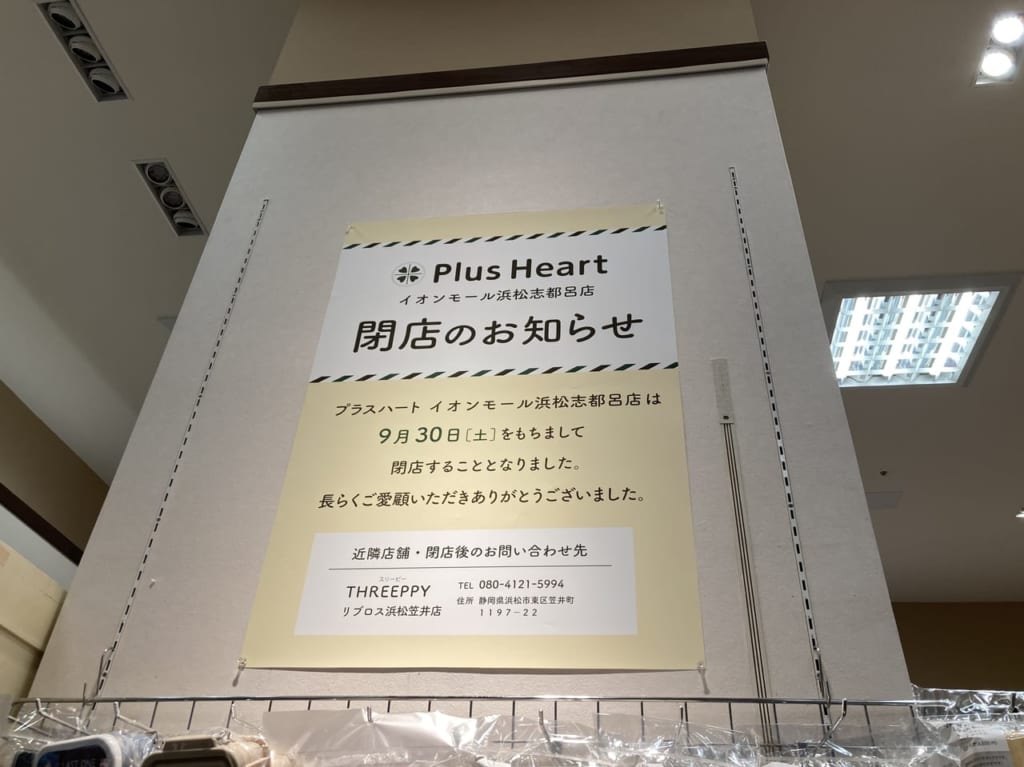 Plus Heart
イオンモール浜松志都呂店
閉店のお知らせ
プラスハート イオンモール浜松志都呂店は
9月30日[土]をもちまして
閉店することとなりました。
長らくご愛顧いただきありがとうございました。
近隣店舗・閉店後のお問い合わせ先
スリーピー
THREEPPY
リブロス浜松笠井店
TEL 080-4121-5994
住所 静岡県浜松市東区笠井町
1197-22